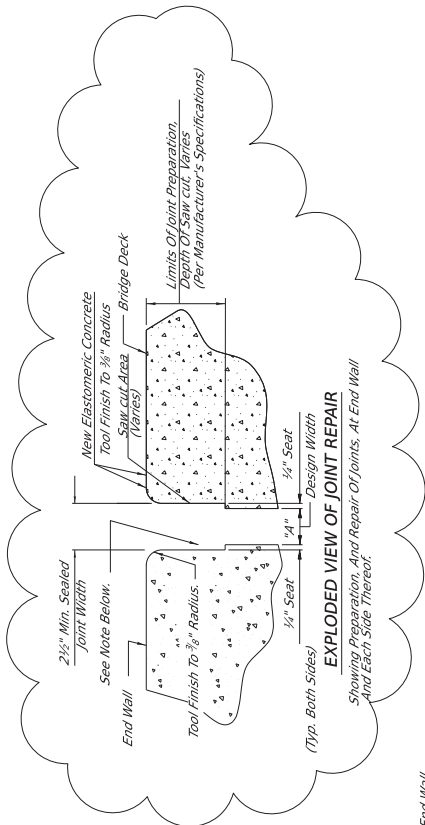 2½" Min. Sealed
Joint Width
See Note Below.
End Wall
Tool Finish To ⅜" Radius.
New Elastomeric Concrete
Tool Finish To ⅜" Radius
Saw cut Area
(Varies)
Bridge Deck
Limits Of Joint Preparation,
Depth Of Saw cut, Varies
(Per Manufacturer's Specifications)
¼" Seat
"A"
¼" Seat
Design Width
(Typ. Both Sides)
EXPLODED VIEW OF JOINT REPAIR
Showing Preparation, And Repair Of Joints, At End Wall
And Each Side Thereof.
End Wall